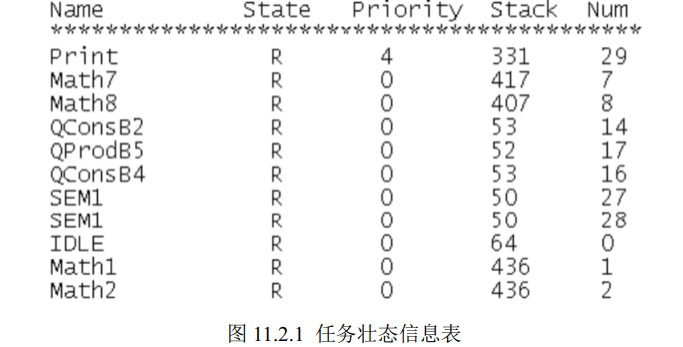 Name State Priority Stack Num
************************************************
Print R 4 331 29
Math7 R 0 417 7
Math8 R 0 407 8
QConsB2 R 0 53 14
QProdB5 R 0 52 17
QConsB4 R 0 53 16
SEM1 R 0 50 27
SEM1 R 0 50 28
IDLE R 0 64 0
Math1 R 0 436 1
Math2 R 0 436 2
图 11.2.1 任务壮态信息表